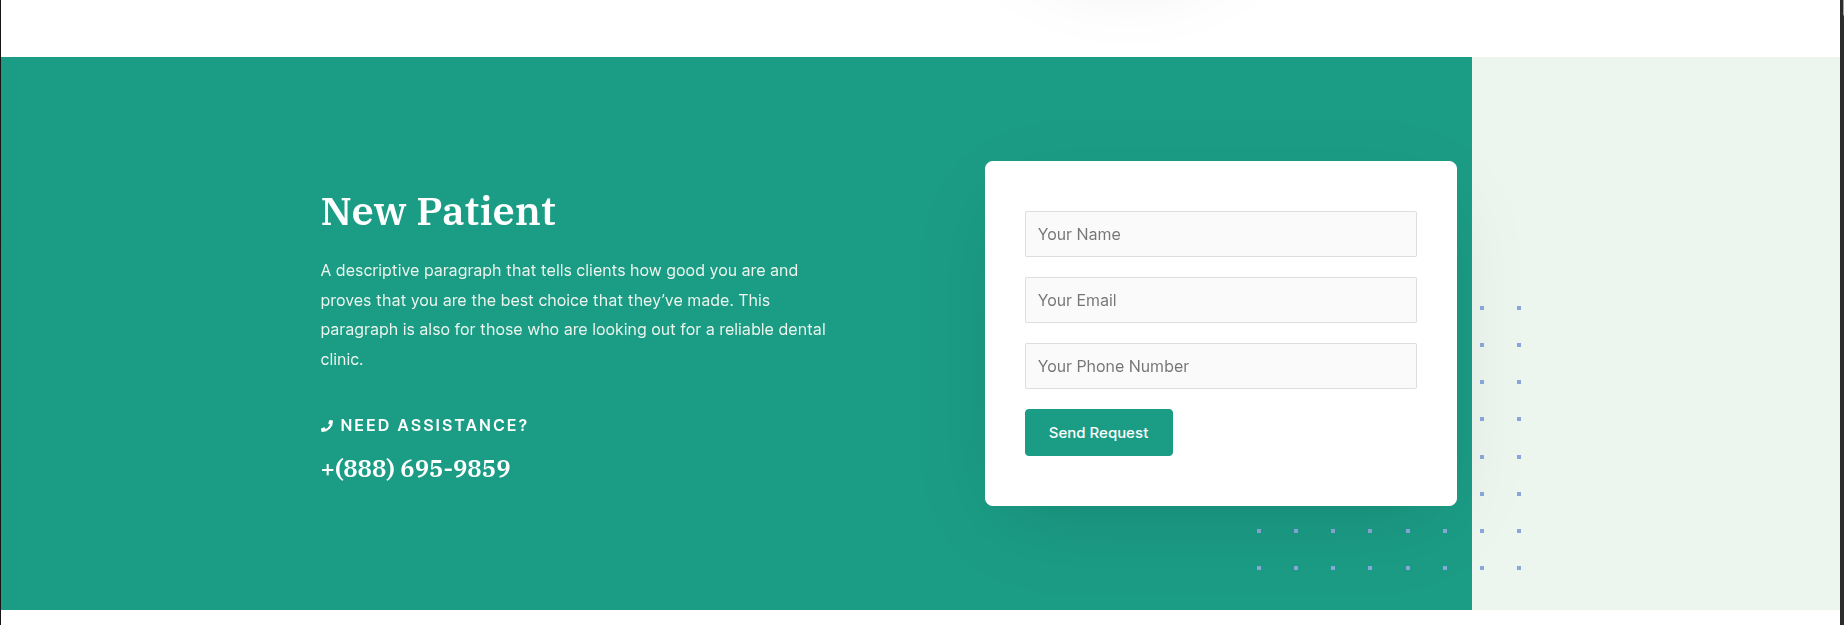 New Patient
A descriptive paragraph that tells clients how good you are and
proves that you are the best choice that they’ve made. This
paragraph is also for those who are looking out for a reliable dental
clinic.
NEED ASSISTANCE?
+(888) 695-9859
Your Name
Your Email
Your Phone Number
Send Request